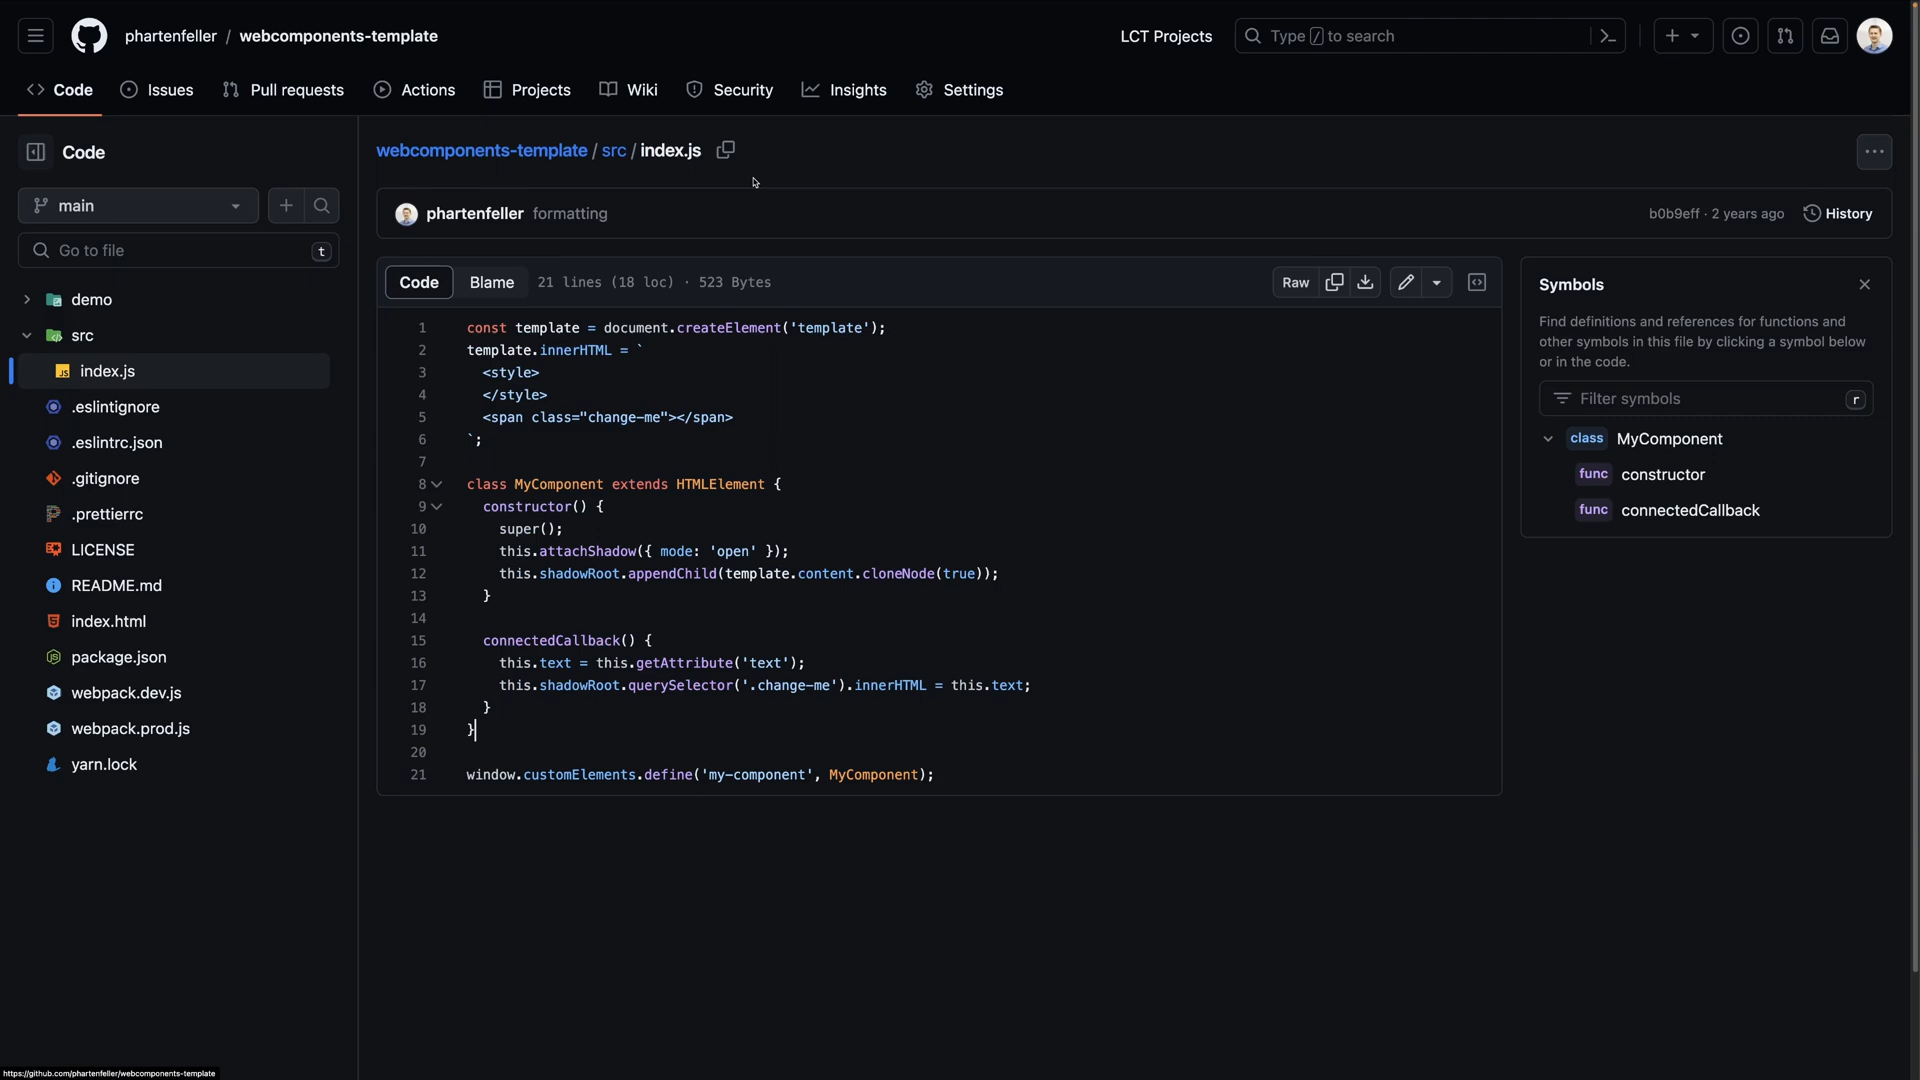 phartenfeller / webcomponents-template
LCT Projects
Type / to search
Code
Issues
Pull requests
Actions
Projects
Wiki
Security
Insights
Settings
Code
main
Go to file
t
demo
src
index.js
.eslintignore
.eslintrc.json
.gitignore
.prettierrc
LICENSE
README.md
index.html
package.json
webpack.dev.js
webpack.prod.js
yarn.lock
webcomponents-template / src / index.js
phartenfeller formatting
b0b9eff · 2 years ago
History
Code
Blame
21 lines (18 loc) · 523 Bytes
Raw
1 const template = document.createElement('template');
2 template.innerHTML = `
3 <style>
4 </style>
5 <span class="change-me"></span>
6 `;
7
8 class MyComponent extends HTMLElement {
9 constructor() {
10 super();
11 this.attachShadow({ mode: 'open' });
12 this.shadowRoot.appendChild(template.content.cloneNode(true));
13 }
14
15 connectedCallback() {
16 this.text = this.getAttribute('text');
17 this.shadowRoot.querySelector('.change-me').innerHTML = this.text;
18 }
19 }
20
21 window.customElements.define('my-component', MyComponent);
Symbols
Find definitions and references for functions and
other symbols in this file by clicking a symbol below
or in the code.
Filter symbols
r
class MyComponent
func constructor
func connectedCallback
https://github.com/phartenfeller/webcomponents-template